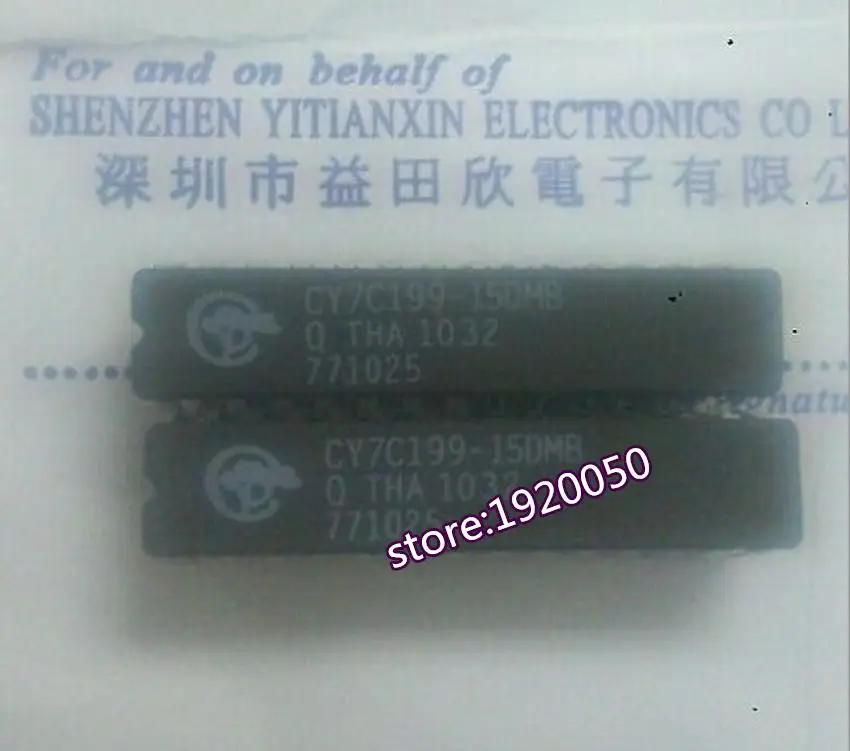 For and on behalf of
SHENZHEN YITIANXIN ELECTRONICS CO L
深圳市益田欣電子有限公
CY7C199-15DMB
Q THA 1032
771025
CY7C199-15DMB
Q THA 1032
771025
store:1920050